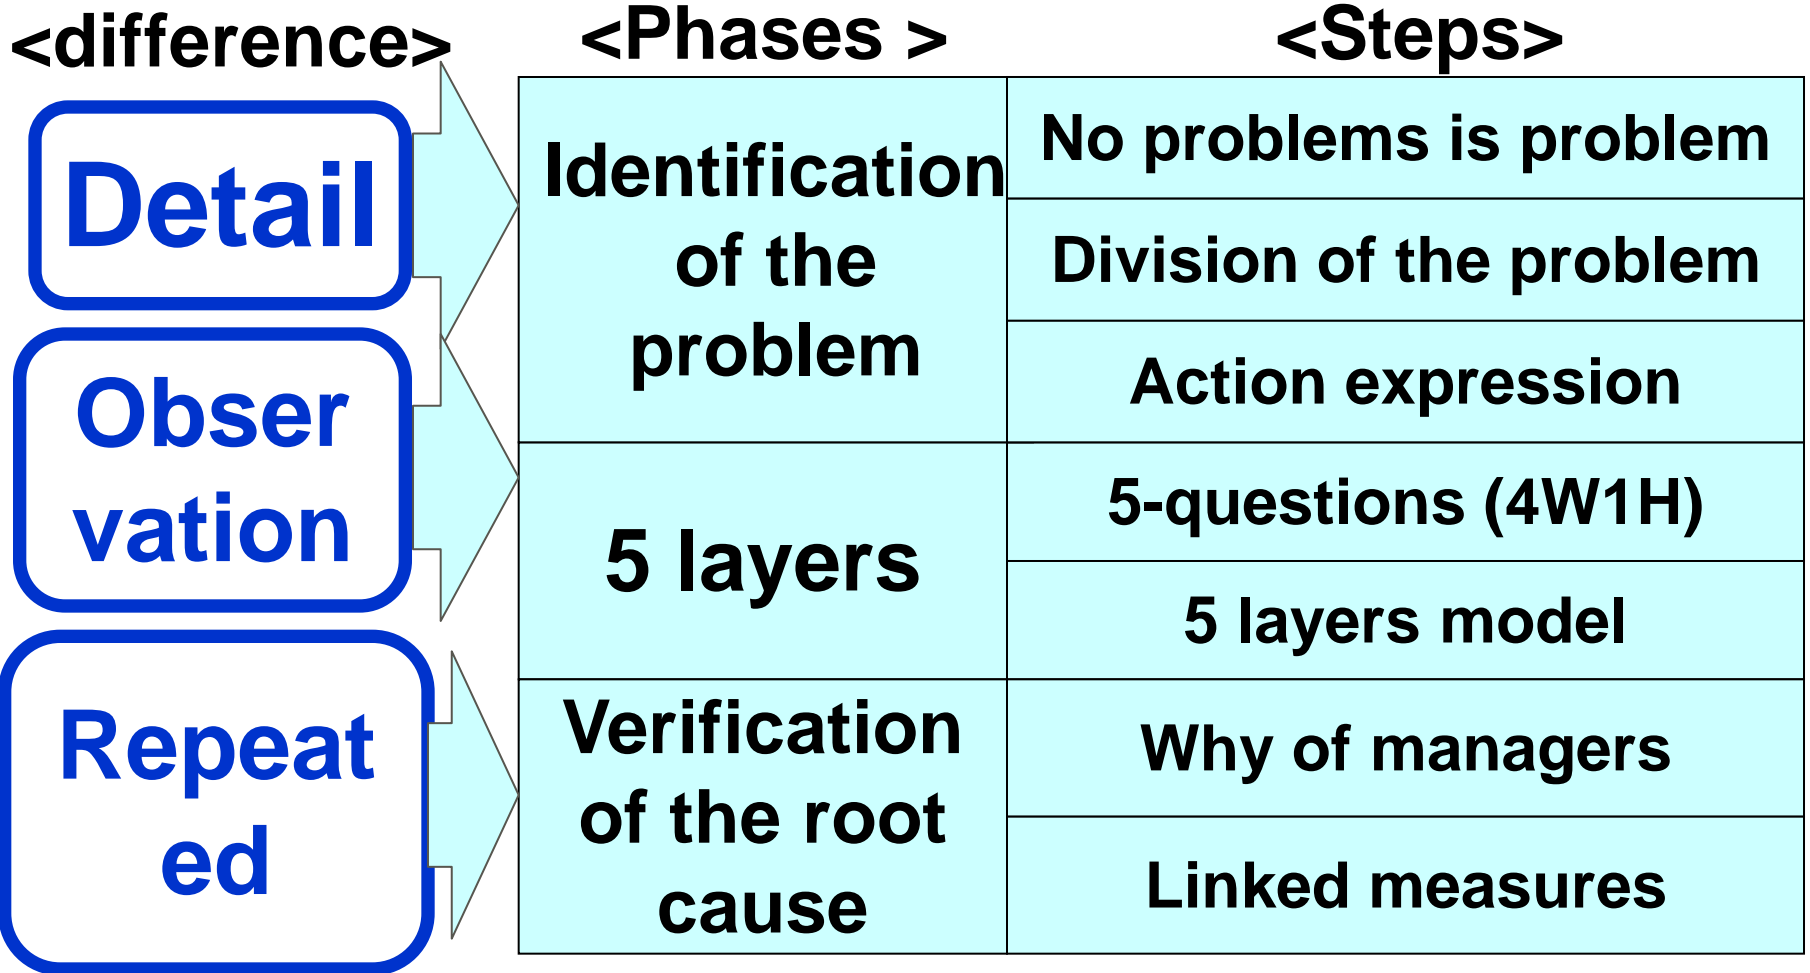 <difference>
<Phases >
<Steps>
Detail
Identification
of the
problem
No problems is problem
Division of the problem
Action expression
Obser
vation
5 layers
5-questions (4W1H)
5 layers model
Repeat
ed
Verification
of the root
cause
Why of managers
Linked measures